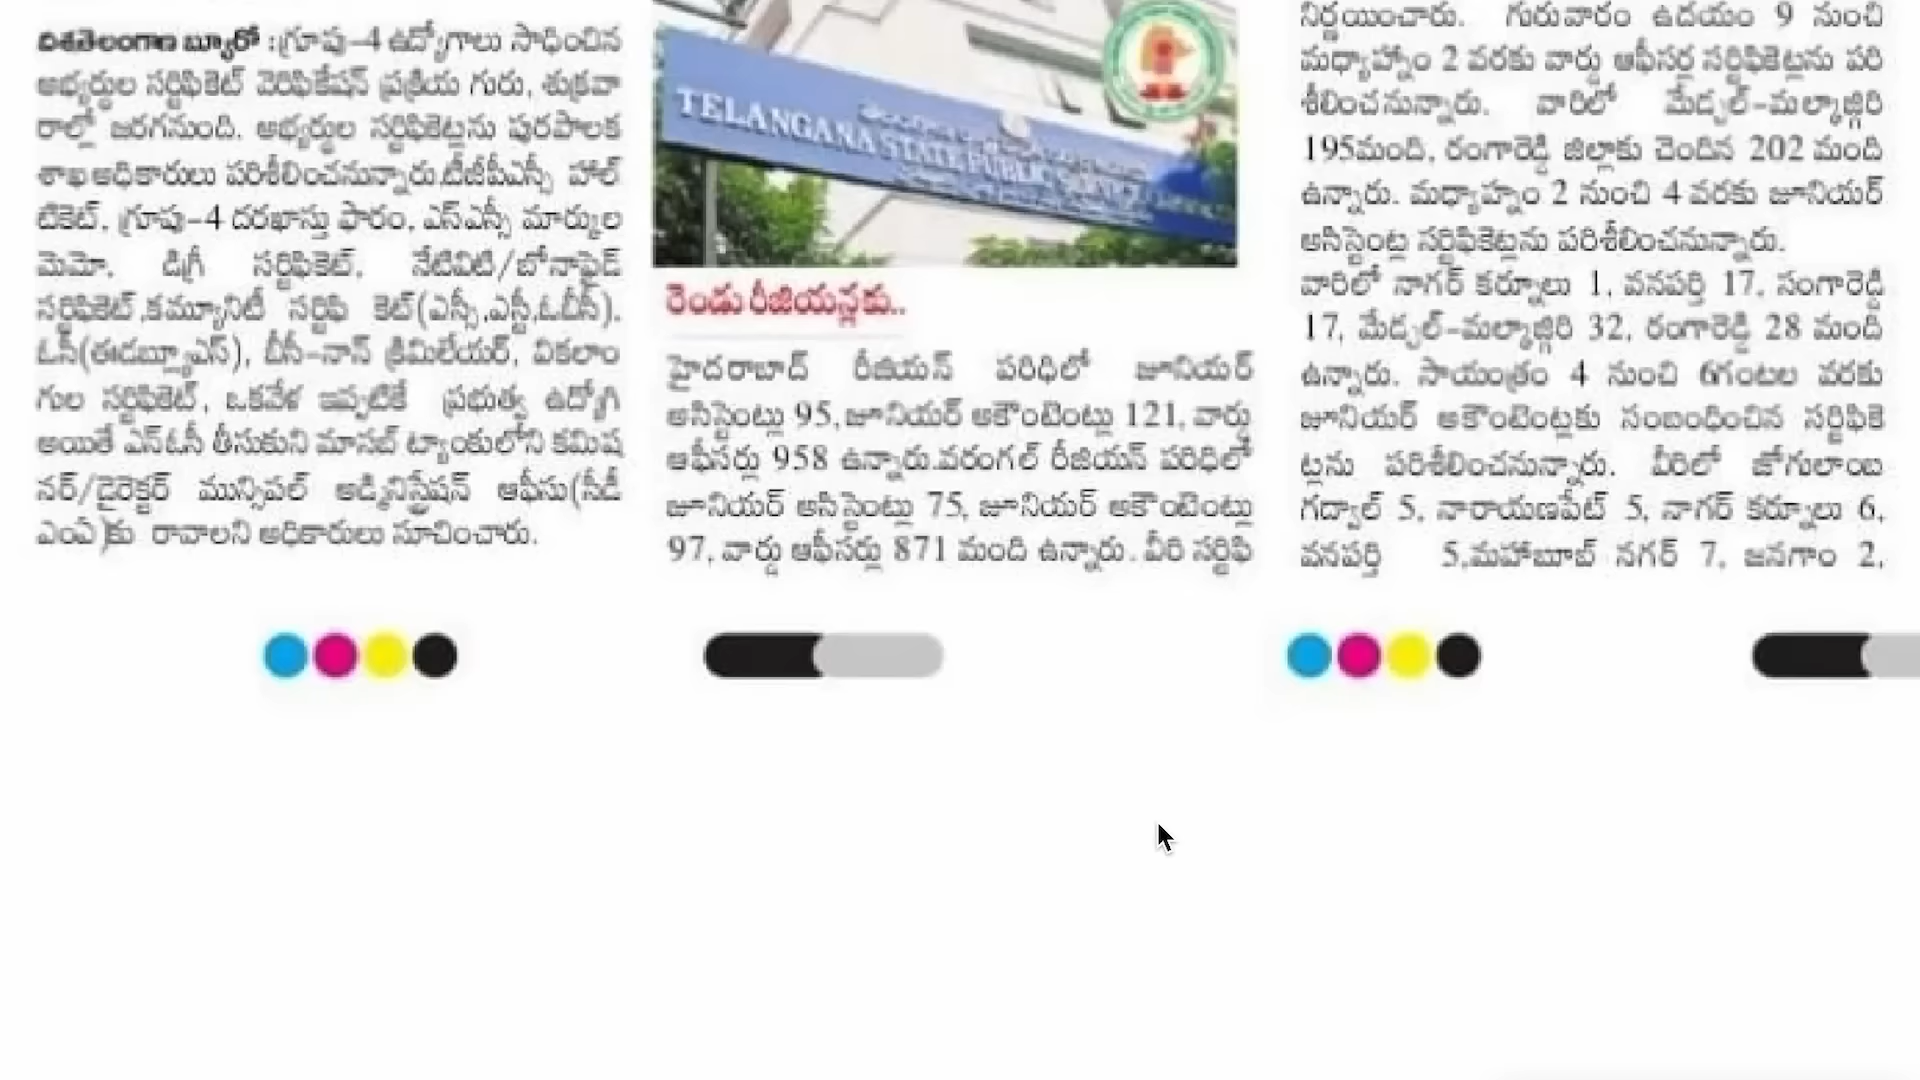 దిశతెలంగాణ బ్యూరో :గ్రూపు-4 ఉద్యోగాలు సాధించిన
అభ్యర్థుల సర్టిఫికెట్ వెరిఫికేషన్ ప్రక్రియ గురు, శుక్రవా
రాల్లో జరగనుంది. అభ్యర్థుల సర్టిఫికెట్లను పురపాలక
శాఖఅధికారులు పరిశీలించనున్నారు.టీజీపీఎస్సీ హాల్
టికెట్, గ్రూపు-4 దరఖాస్తు ఫారం, ఎస్ఎస్సీ మార్కుల
మెమో, డిగ్రీ సర్టిఫికెట్, నేటివిటి/బోనాఫైడ్
సర్టిఫికెట్,కమ్యూనిటీ సర్టిఫి కెట్(ఎస్సీ,ఎస్టీ,ఓబీసీ),
ఓసీ(ఈడబ్ల్యూఎస్), బీసీ-నాన్ క్రిమిలేయర్, వికలాం
గుల సర్టిఫికెట్, ఒకవేళ ఇప్పటికే ప్రభుత్వ ఉద్యోగి
అయితే ఎన్ఓసీ తీసుకుని మాసబ్ ట్యాంకులోని కమిష
నర్/డైరెక్టర్ మున్సిపల్ అడ్మినిస్ట్రేషన్ ఆఫీసు(సీడీ
ఎంఏ)కు రావాలని అధికారులు సూచించారు.
TELANGANA STATE PUBLIC SERVICE
రెండు రీజియన్లకు..
హైదరాబాద్ రీజియన్ పరిధిలో జూనియర్
అసిస్టెంట్లు 95,జూనియర్ అకౌంటెంట్లు 121, వార్డు
ఆఫీసర్లు 958 ఉన్నారు.వరంగల్ రీజియన్ పరిధిలో
జూనియర్ అసిస్టెంట్లు 75, జూనియర్ అకౌంటెంట్లు
97, వార్డు ఆఫీసర్లు 871 మంది ఉన్నారు. వీరి సర్టిఫి
నిర్ణయించారు. గురువారం ఉదయం 9 నుంచి
మధ్యాహ్నం 2 వరకు వార్డు ఆఫీసర్ల సర్టిఫికెట్లను పరి
శీలించనున్నారు. వారిలో మేడ్చల్-మల్కాజ్గిరి
195మంది, రంగారెడ్డి జిల్లాకు చెందిన 202 మంది
ఉన్నారు. మధ్యాహ్నం 2 నుంచి 4 వరకు జూనియర్
అసిస్టెంట్ల సర్టిఫికెట్లను పరిశీలించనున్నారు.
వారిలో నాగర్ కర్నూలు 1, వనపర్తి 17, సంగారెడ్డి
17, మేడ్చల్-మల్కాజ్గిరి 32, రంగారెడ్డి 28 మంది
ఉన్నారు. సాయంత్రం 4 నుంచి 6గంటల వరకు
జూనియర్ అకౌంటెంట్లకు సంబంధించిన సర్టిఫికె
ట్లను పరిశీలించనున్నారు. వీరిలో జోగులాంబ
గద్వాల్ 5, నారాయణపేట్ 5, నాగర్ కర్నూలు 6,
వనపర్తి 5,మహాబూబ్ నగర్ 7, జనగాం 2,